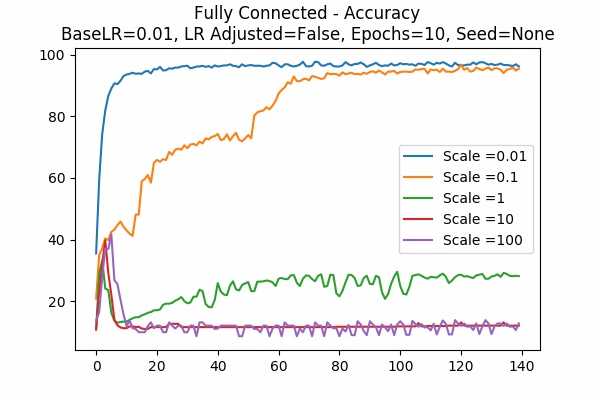 Fully Connected - Accuracy
BaseLR=0.01, LR Adjusted=False, Epochs=10, Seed=None
100
80
60
40
20
Scale =0.01
Scale =0.1
Scale =1
Scale =10
Scale =100
0 20 40 60 80 100 120 140